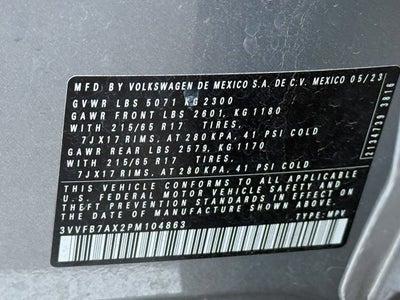 MFD BY VOLKSWAGEN DE MEXICO S.A. DE C.V. MEXICO 05/23
GVWR LBS 5071 KG 2300
GAWR FRONT LBS 2601, KG 1180
WITH 215/65 R17 TIRES,
7JX17 RIMS, AT 280 KPA, 41 PSI COLD
GAWR REAR LBS 2579, KG 1170
WITH 215/65 R17 TIRES,
7JX17 RIMS, AT 280 KPA, 41 PSI COLD
THIS VEHICLE CONFORMS TO ALL APPLICABLE
U.S. FEDERAL MOTOR VEHICLE SAFETY AND
THEFT PREVENTION STANDARDS IN EFFECT ON
THE DATE OF MANUFACTURE SHOWN ABOVE.
3VVFB7AX2PM104863 TYPE:MPV
2134739 3816